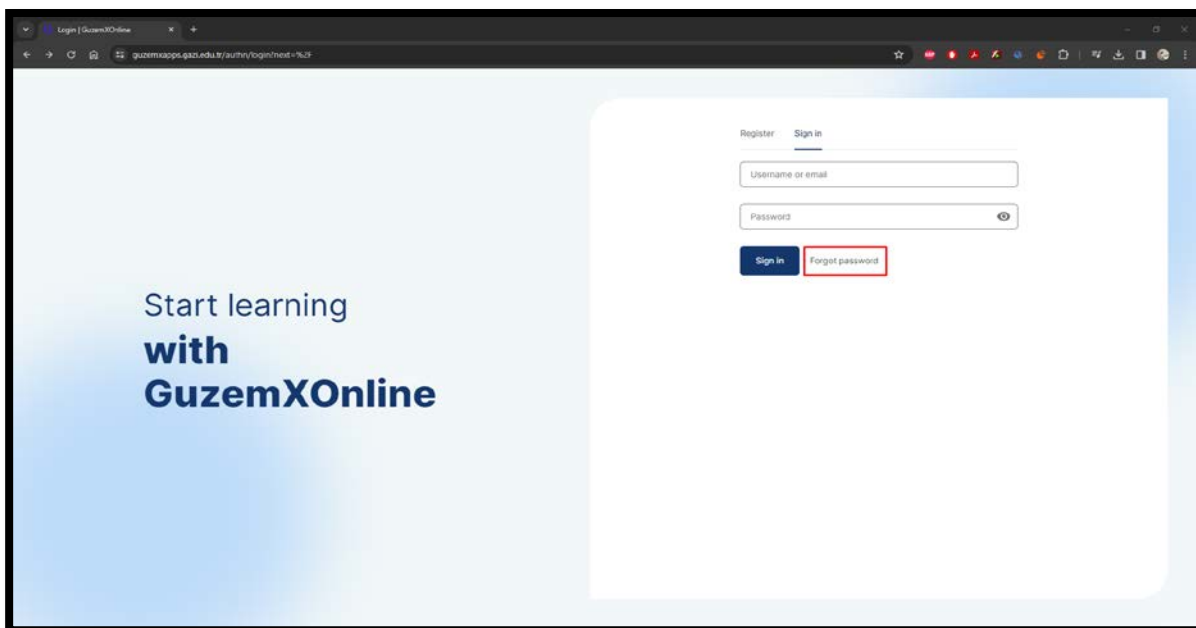 Login | GuzemXOnline
guzemxapps.gazi.edu.tr/authn/login?next=%2F
Register
Sign in
Username or email
Password
Sign in
Forgot password
Start learning
with
GuzemXOnline